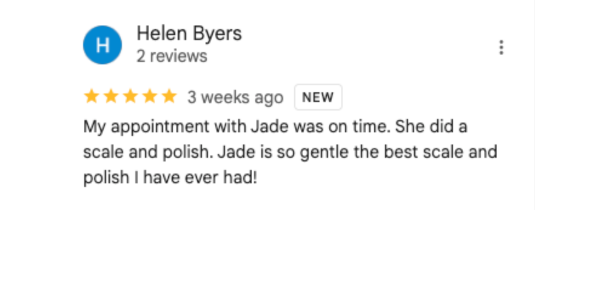 H
Helen Byers
2 reviews
3 weeks ago NEW
My appointment with Jade was on time. She did a
scale and polish. Jade is so gentle the best scale and
polish I have ever had!